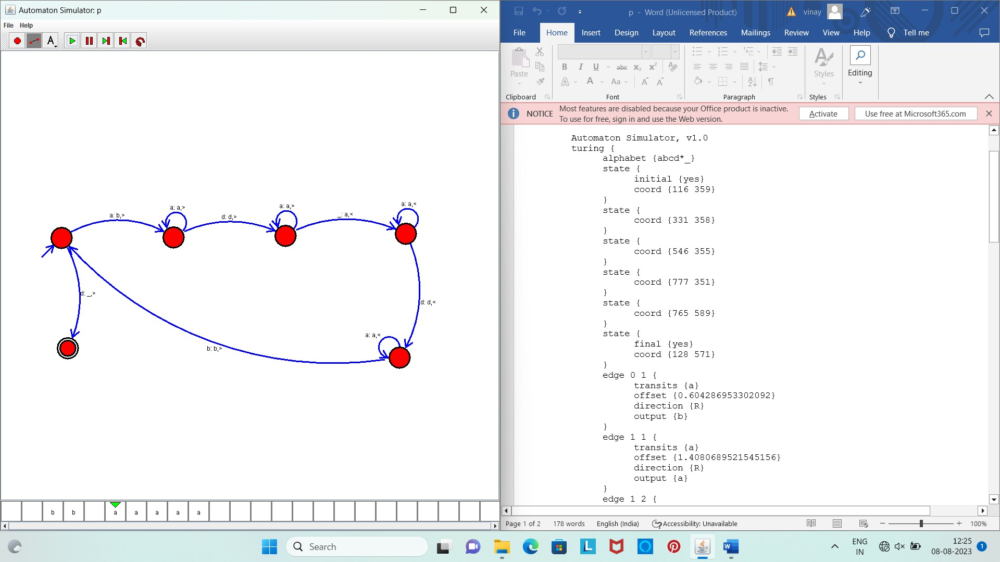 Automaton Simulator: p
File Help
A
a: b,>
a: a,>
d: d,>
a: a,>
_: a,<
a: a,<
d: _,>
d: d,<
a: a,<
b: b,>
b b a a a a a
p - Word (Unlicensed Product)
vinay
File Home Insert Design Layout References Mailings Review View Help Tell me
Paste
Clipboard
B I U abc x₂ x²
A A Aa A A
Font
Paragraph
Styles
Styles
Editing
NOTICE
Most features are disabled because your Office product is inactive.
To use for free, sign in and use the Web version.
Activate
Use free at Microsoft365.com
Automaton Simulator, v1.0
turing {
alphabet {abcd*_}
state {
initial {yes}
coord {116 359}
}
state {
coord {331 358}
}
state {
coord {546 355}
}
state {
coord {777 351}
}
state {
coord {765 589}
}
state {
final {yes}
coord {128 571}
}
edge 0 1 {
transits {a}
offset {0.604286953302092}
direction {R}
output {b}
}
edge 1 1 {
transits {a}
offset {1.4080689521545156}
direction {R}
output {a}
}
edge 1 2 {
Page 1 of 2 178 words English (India) Accessibility: Unavailable 100%
Search
ENG
IN
12:25
08-08-2023
1